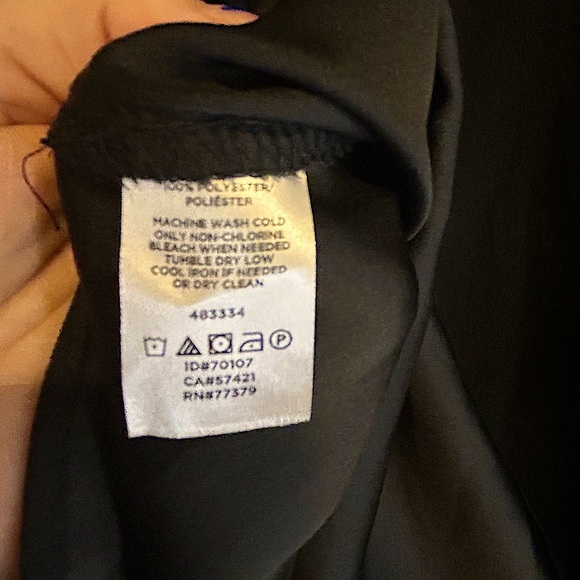 100% POLYESTER/
POLIÉSTER
MACHINE WASH COLD
ONLY NON-CHLORINE
BLEACH WHEN NEEDED
TUMBLE DRY LOW
COOL IRON IF NEEDED
OR DRY CLEAN
483334
P
ID#70107
CA#57421
RN#77379